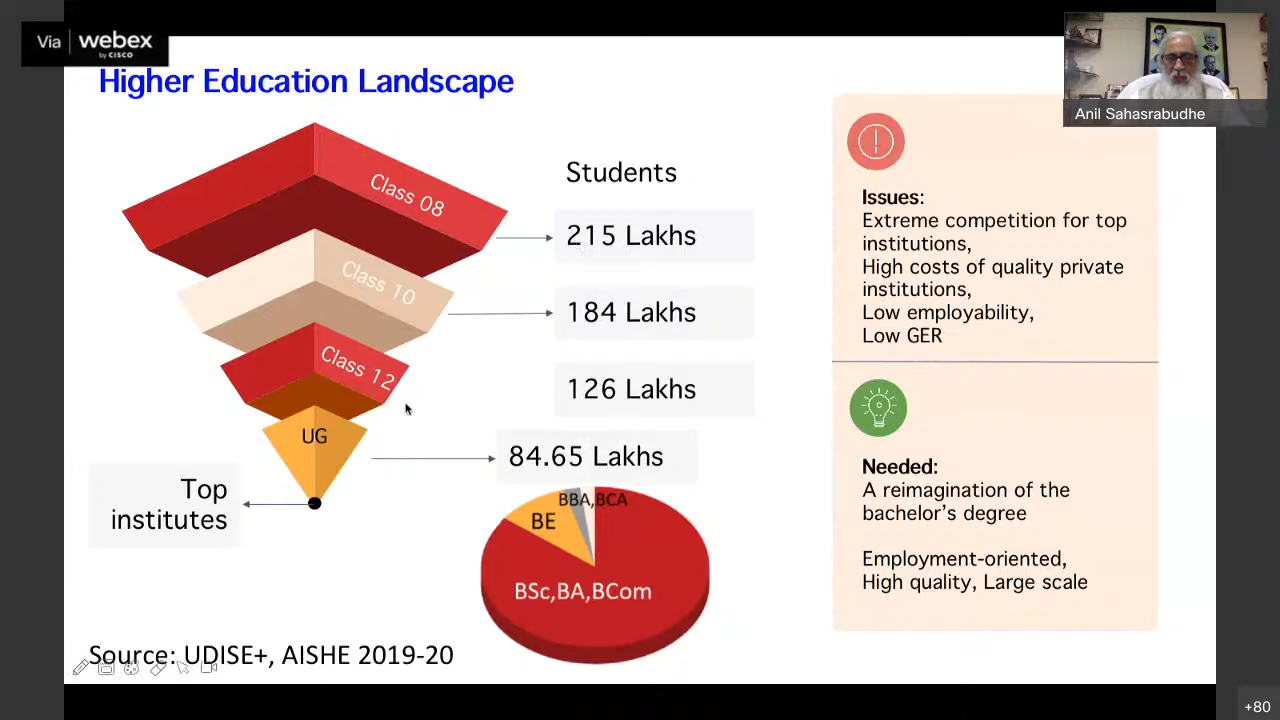 Via webex
by CISCO
Higher Education Landscape
Anil Sahasrabudhe
Class 08
Class 10
Class 12
UG
Top
institutes
Students
215 Lakhs
184 Lakhs
126 Lakhs
84.65 Lakhs
BBA,BCA
BE
BSc,BA,BCom
Issues:
Extreme competition for top
institutions,
High costs of quality private
institutions,
Low employability,
Low GER
Needed:
A reimagination of the
bachelor's degree
Employment-oriented,
High quality, Large scale
Source: UDISE+, AISHE 2019-20
+80